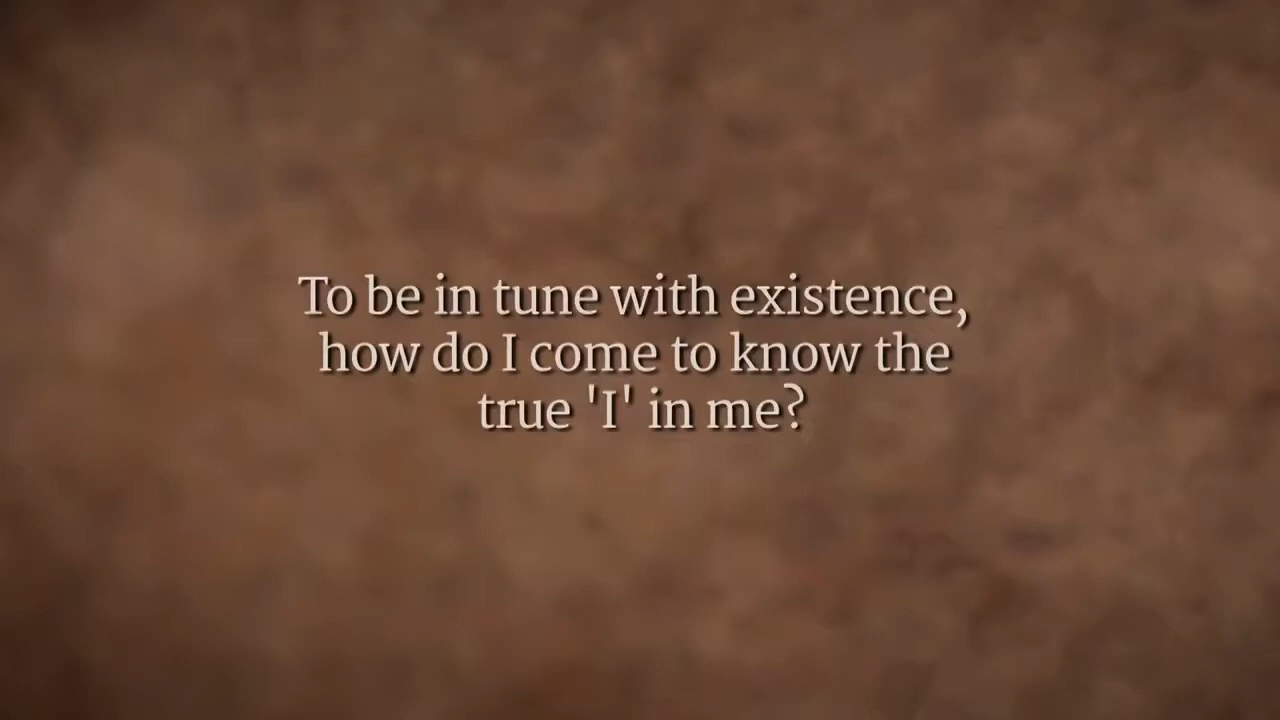 To be in tune with existence,
how do I come to know the
true 'I' in me?